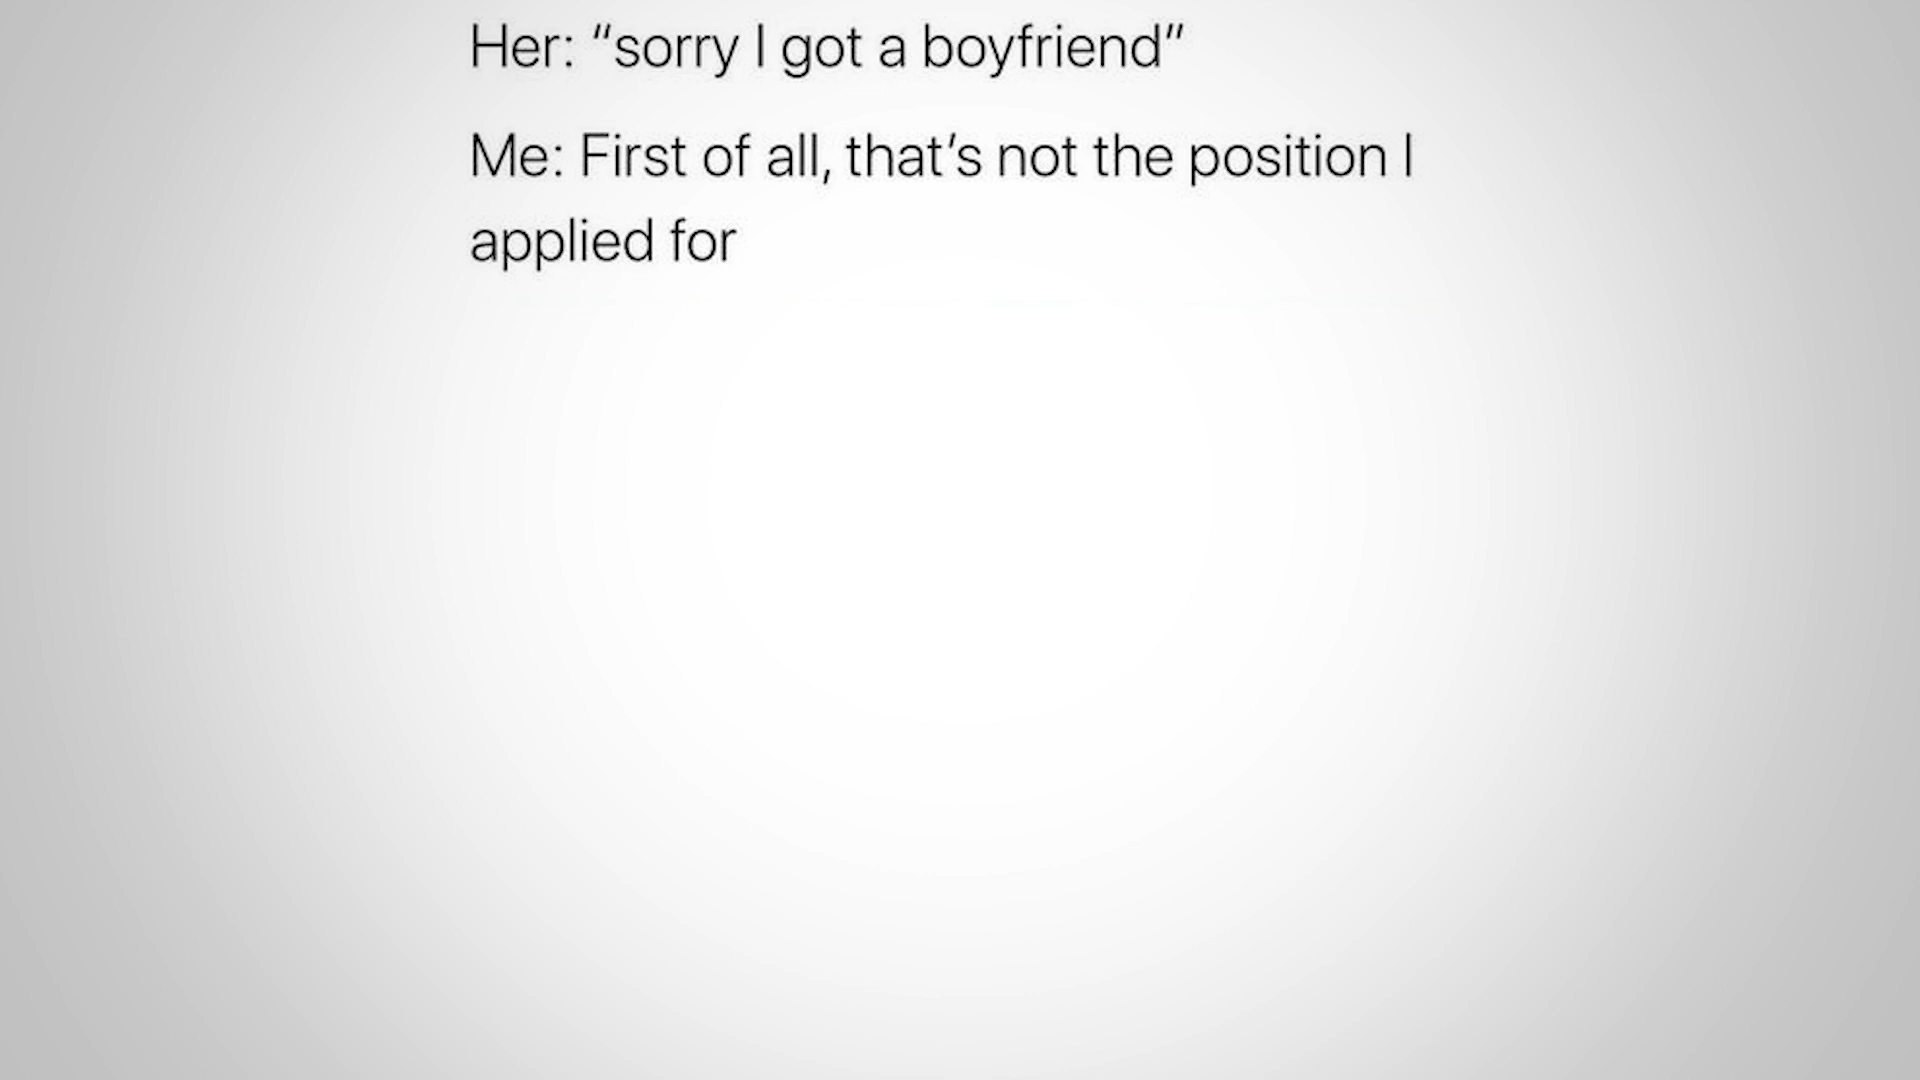 Her: “sorry I got a boyfriend”
Me: First of all, that’s not the position I
applied for